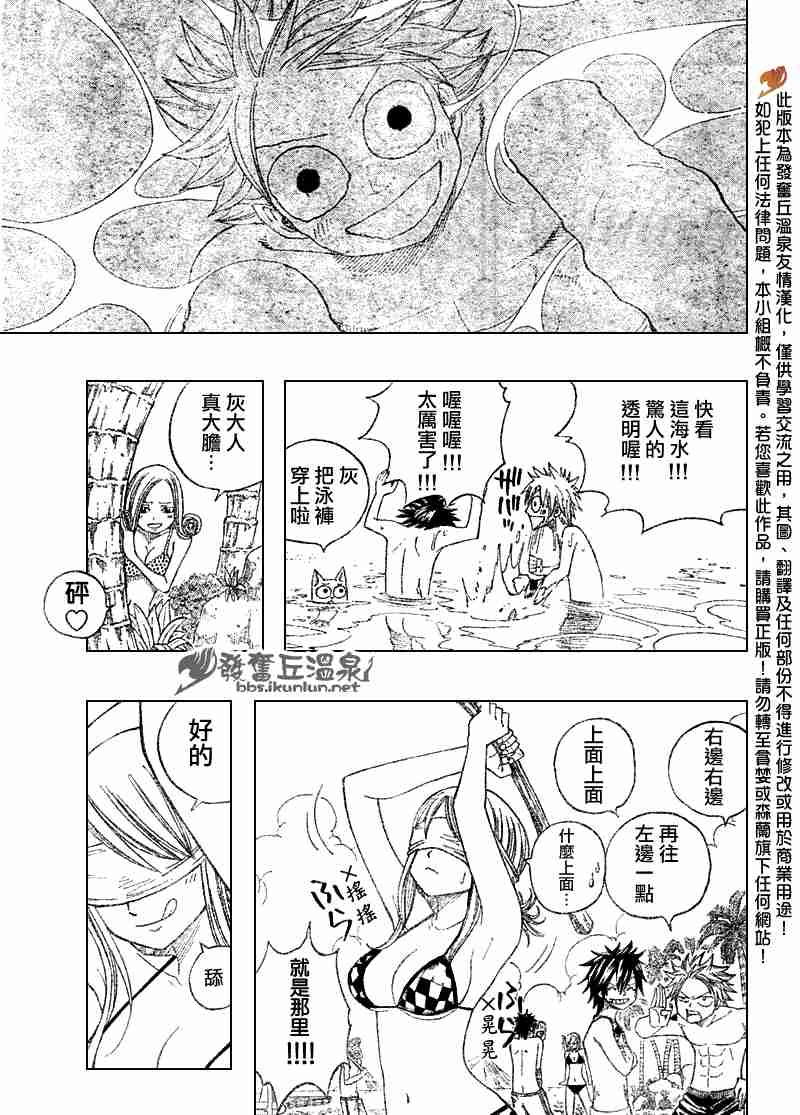 此版本為發奮丘溫泉友情漢化，僅供學習交流之用，其圖、翻譯及任何部份不得進行修改或用於商業用途！
如犯上任何法律問題，本小組概不負責。若您喜歡此作品，請購買正版！請勿轉至貪婪或森蘭旗下任何網站！
快看
這海水!!!
驚人的
透明喔!!!
喔喔喔!!!
太厲害了!!!
灰
把泳褲
穿上啦
灰大人
真大膽…
砰♡
發奮丘溫泉
bbs.ikunlun.net
右邊右邊
上面上面
再往
左邊一點
什麼上面…
ふら
×搖搖
ふら
×晃晃
就是
那里
!!!!
好的
舔